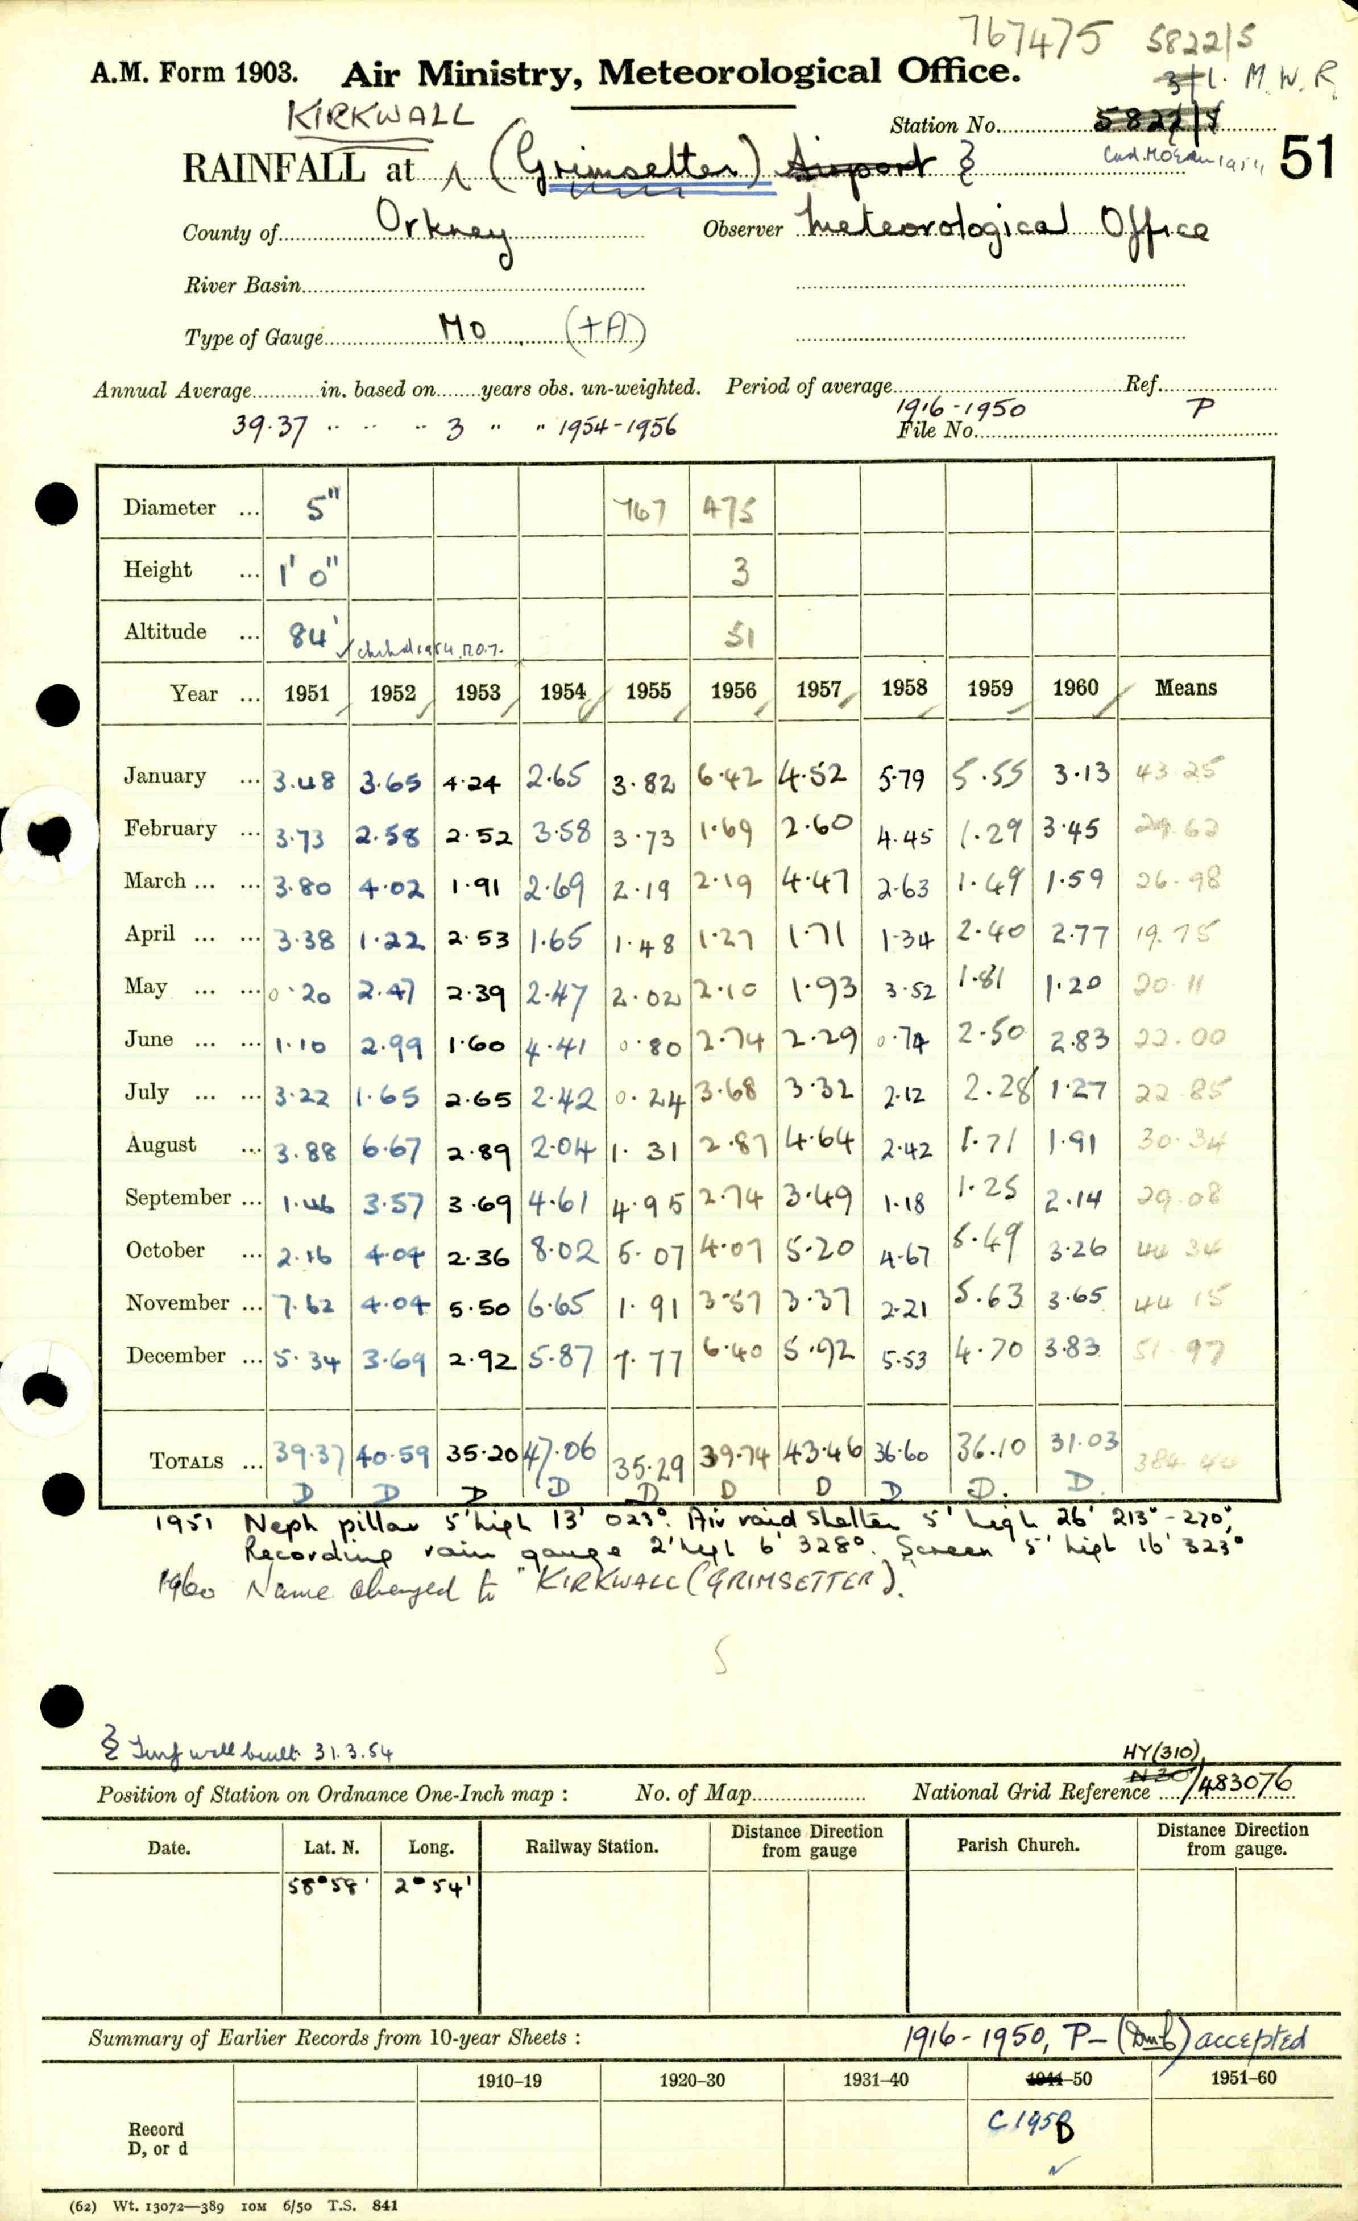 767475 5822/5
A.M. Form 1903. Air Ministry, Meteorological Office.
3/1. M.W.R.
KIRKWALL
Station No. 5822/8
RAINFALL at (Grimsetter) Airport 51
County of Orkney Observer Meteorological Office
River Basin
Type of Gauge MO (+A)
Annual Average in. based on years obs. un-weighted. Period of average Ref.
39.37 " " " 3 " " 1954-1956 1916-1950 P
File No.
Diameter ... 5" 767 475
Height ... 1' 0" 3
Altitude ... 84' 51
Year ... 1951 1952 1953 1954 1955 1956 1957 1958 1959 1960 Means
January ... 3.48 3.65 4.24 2.65 3.82 6.42 4.52 5.79 5.55 3.13 43.25
February ... 3.73 2.58 2.52 3.58 3.73 1.69 2.60 4.45 1.29 3.45 29.62
March ... ... 3.80 4.02 1.91 2.69 2.19 2.19 4.47 2.63 1.49 1.59 26.98
April ... ... 3.38 1.22 2.53 1.65 1.48 1.27 1.71 1.34 2.40 2.77 19.75
May ... ... 0.20 2.47 2.39 2.47 2.02 2.10 1.93 3.52 1.81 1.20 20.11
June ... ... 1.10 2.99 1.60 4.41 0.80 2.74 2.29 0.74 2.50 2.83 22.00
July ... ... 3.22 1.65 2.65 2.42 0.24 3.68 3.32 2.12 2.28 1.27 22.85
August ... 3.88 6.67 2.89 2.04 1.31 2.87 4.64 2.42 1.71 1.91 30.34
September ... 1.46 3.57 3.69 4.61 4.95 2.74 3.49 1.18 1.25 2.14 29.08
October ... 2.16 4.04 2.36 8.02 5.07 4.07 5.20 4.67 5.49 3.26 44 34
November ... 7.62 4.04 5.50 6.65 1.91 3.57 3.37 2.21 5.63 3.65 44 15
December ... 5.34 3.69 2.92 5.87 7.77 6.40 5.92 5.53 4.70 3.83 51.97
TOTALS ... 39.37 40.59 35.20 47.06 35.29 39.74 43.46 36.60 36.10 31.03 384.44
D D D D D D D D D. D.
1951 Neph pillar 5' high 13' 023°. Air raid shelter 5' high 26' 213°-270°,
Recording rain gauge 2' high 6' 328°. Screen 5' high 16' 323°
1960 Name changed to "KIRKWALL (GRIMSETTER)."
5
Turf wall built 31.3.54
HY(310)
Position of Station on Ordnance One-Inch map : No. of Map National Grid Reference N30/483076
Date. Lat. N. Long. Railway Station. Distance Direction from gauge Parish Church. Distance Direction from gauge.
58°58' 2°54'
Summary of Earlier Records from 10-year Sheets : 1916-1950, P- accepted
1910–19 1920–30 1931–40 1941–50 1951–60
Record
D, or d
C 1958
(62) Wt. 13072—389 IOM 6/50 T.S. 841